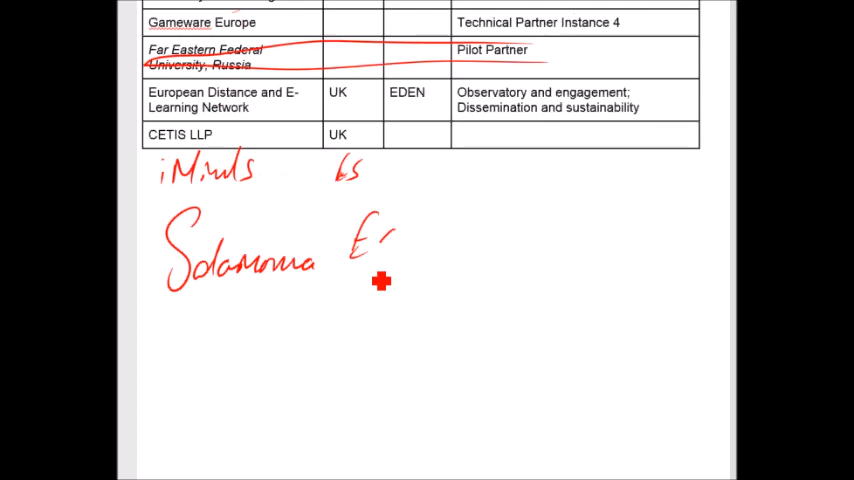 Gameware Europe Technical Partner Instance 4
Far Eastern Federal Pilot Partner
University, Russia
European Distance and E- UK EDEN Observatory and engagement;
Learning Network Dissemination and sustainability
CETIS LLP UK
iMinds ES